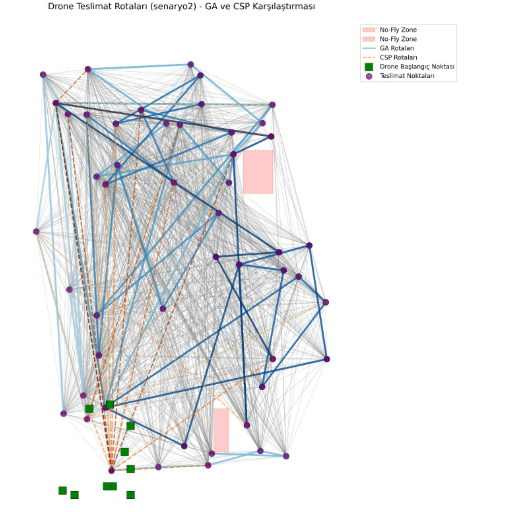 Drone Teslimat Rotaları (senaryo2) - GA ve CSP Karşılaştırması
No-Fly Zone
No-Fly Zone
GA Rotaları
CSP Rotaları
Drone Başlangıç Noktası
Teslimat Noktaları